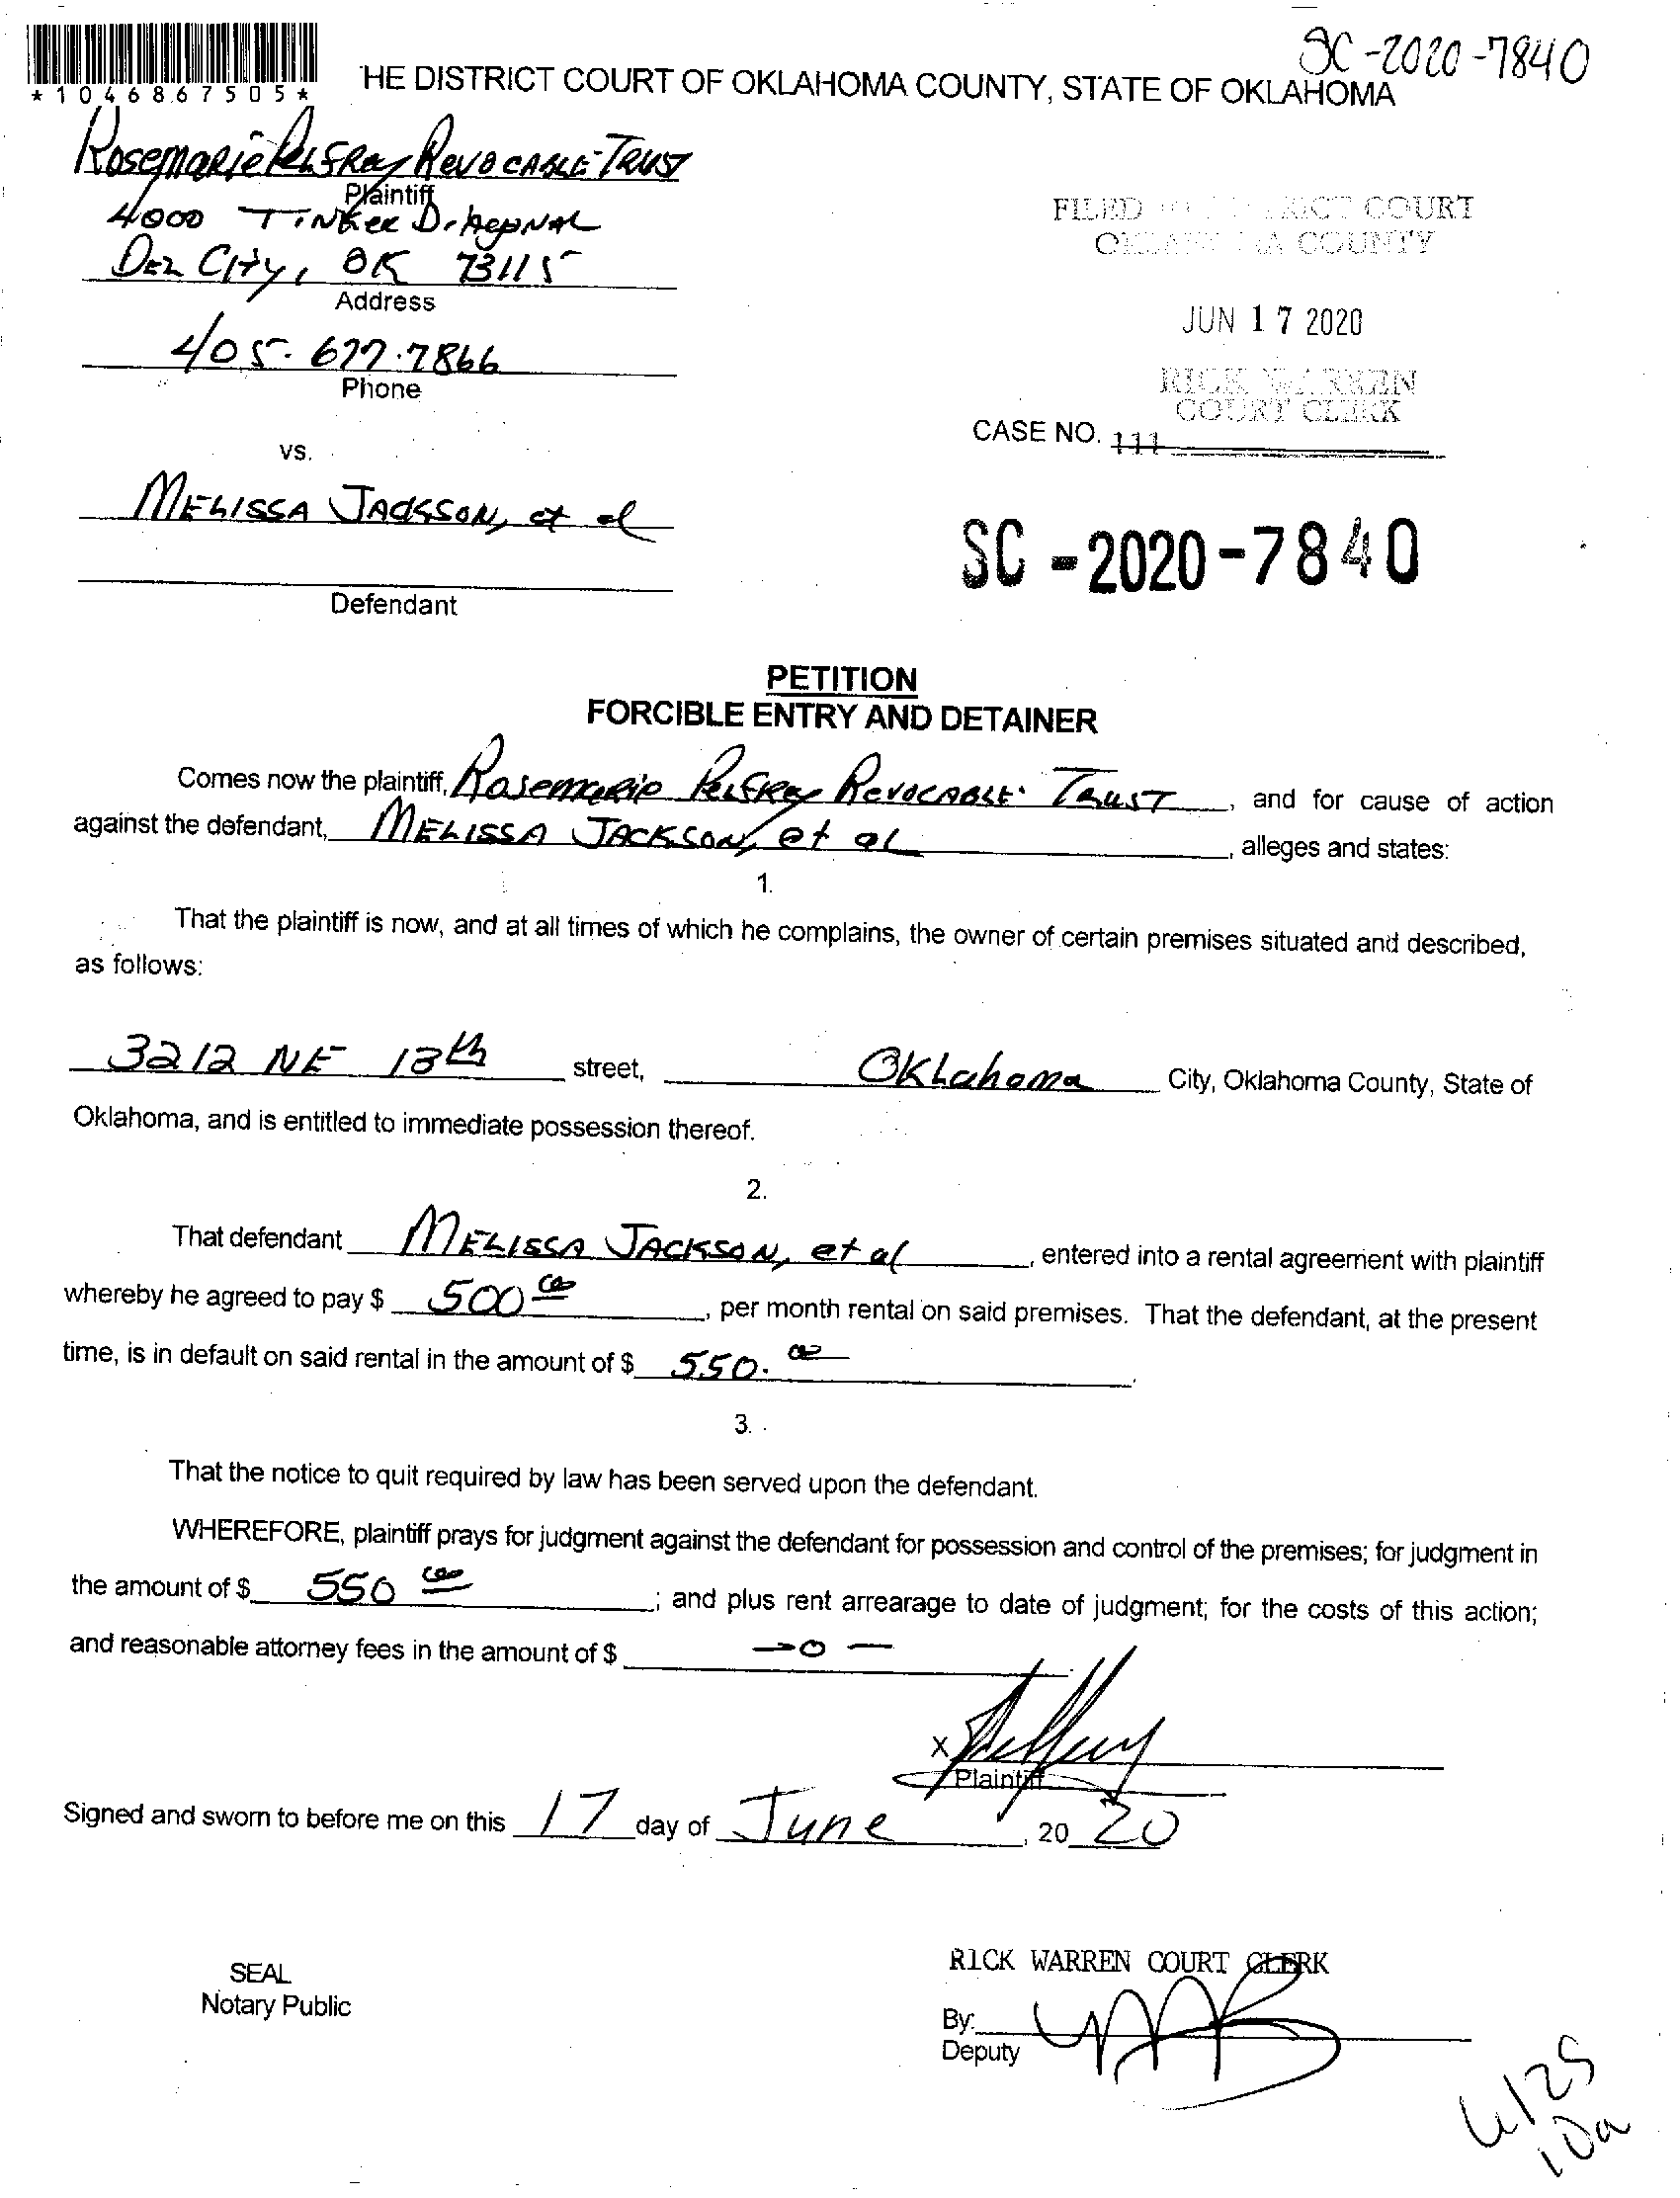 SC-2020-7840
*1046867505*
HE DISTRICT COURT OF OKLAHOMA COUNTY, STATE OF OKLAHOMA
Rosemarie Pelfrey Revocable Trust
Plaintiff
4000 Tinker Diagonal
Del City, OK 73115
Address
405-677-7866
Phone
vs.
Melissa Jackson, et al
Defendant
FILED IN DISTRICT COURT
OKLAHOMA COUNTY
JUN 17 2020
RICK WARREN
COURT CLERK
CASE NO. 111
SC-2020-7840
PETITION
FORCIBLE ENTRY AND DETAINER
Comes now the plaintiff, Rosemarie Pelfrey Revocable Trust, and for cause of action
against the defendant, Melissa Jackson, et al, alleges and states:
1.
That the plaintiff is now, and at all times of which he complains, the owner of certain premises situated and described,
as follows:
3212 NE 13th street, Oklahoma City, Oklahoma County, State of
Oklahoma, and is entitled to immediate possession thereof.
2.
That defendant Melissa Jackson, et al, entered into a rental agreement with plaintiff
whereby he agreed to pay $ 500 00, per month rental on said premises. That the defendant, at the present
time, is in default on said rental in the amount of $ 550. 00.
3.
That the notice to quit required by law has been served upon the defendant.
WHEREFORE, plaintiff prays for judgment against the defendant for possession and control of the premises; for judgment in
the amount of $ 550 00; and plus rent arrearage to date of judgment; for the costs of this action;
and reasonable attorney fees in the amount of $ -0-
X
Plaintiff
Signed and sworn to before me on this 17 day of June, 20 20
SEAL
Notary Public
RICK WARREN COURT CLERK
By:
Deputy
6/25
10a